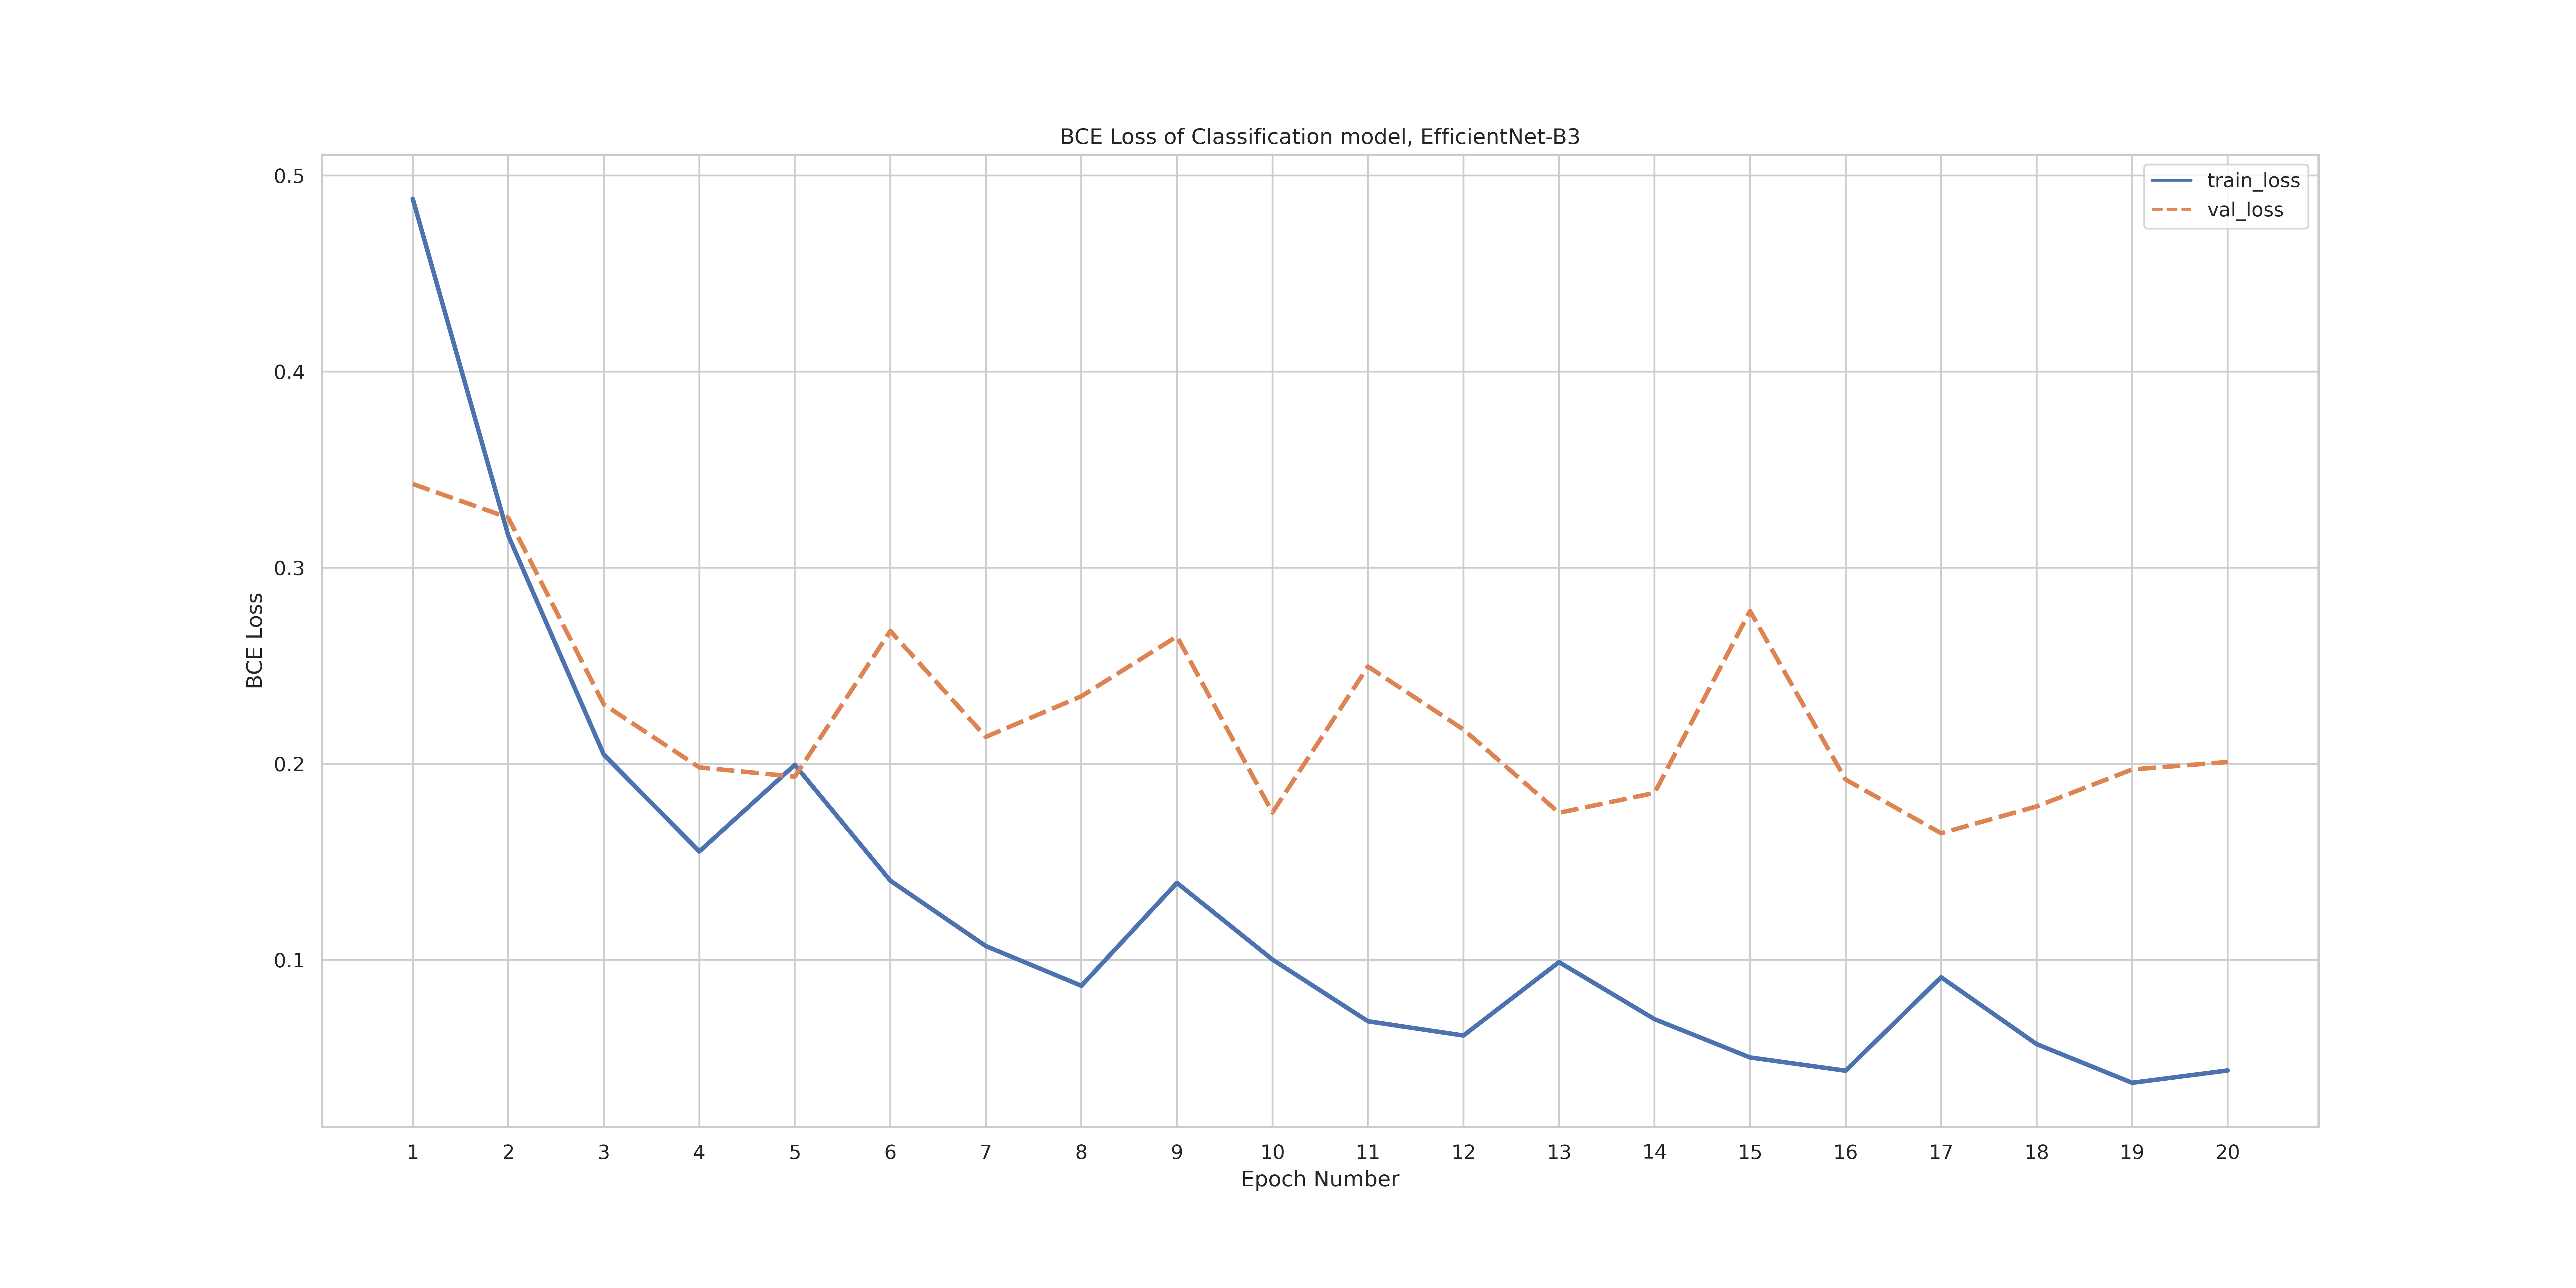 BCE Loss of Classification model, EfficientNet-B3
train_loss
val_loss
BCE Loss
0.5
0.4
0.3
0.2
0.1
1 2 3 4 5 6 7 8 9 10 11 12 13 14 15 16 17 18 19 20
Epoch Number